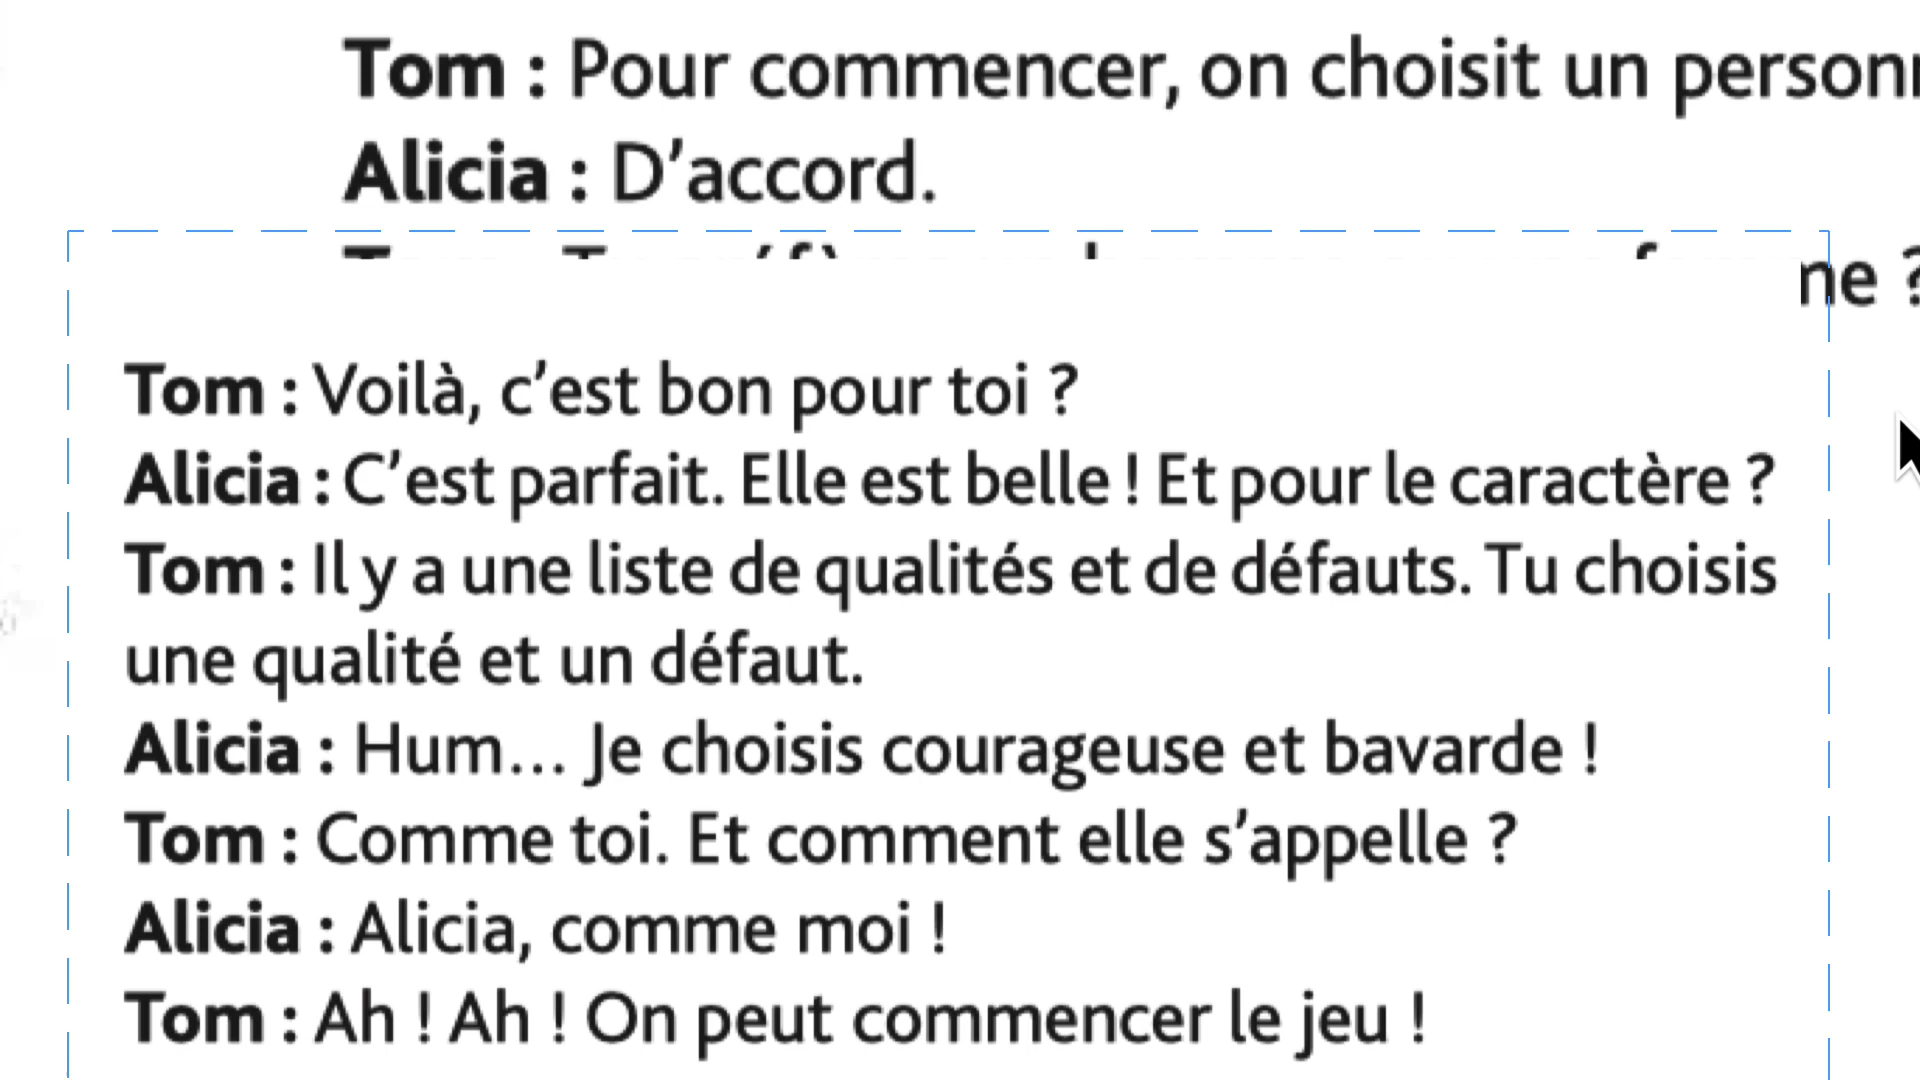 Tom : Pour commencer, on choisit un
Alicia : D’accord.
?
Tom : Voilà, c’est bon pour toi ?
Alicia : C’est parfait. Elle est belle ! Et pour le caractère ?
Tom : Il y a une liste de qualités et de défauts. Tu choisis
une qualité et un défaut.
Alicia : Hum… Je choisis courageuse et bavarde !
Tom : Comme toi. Et comment elle s’appelle ?
Alicia : Alicia, comme moi !
Tom : Ah ! Ah ! On peut commencer le jeu !